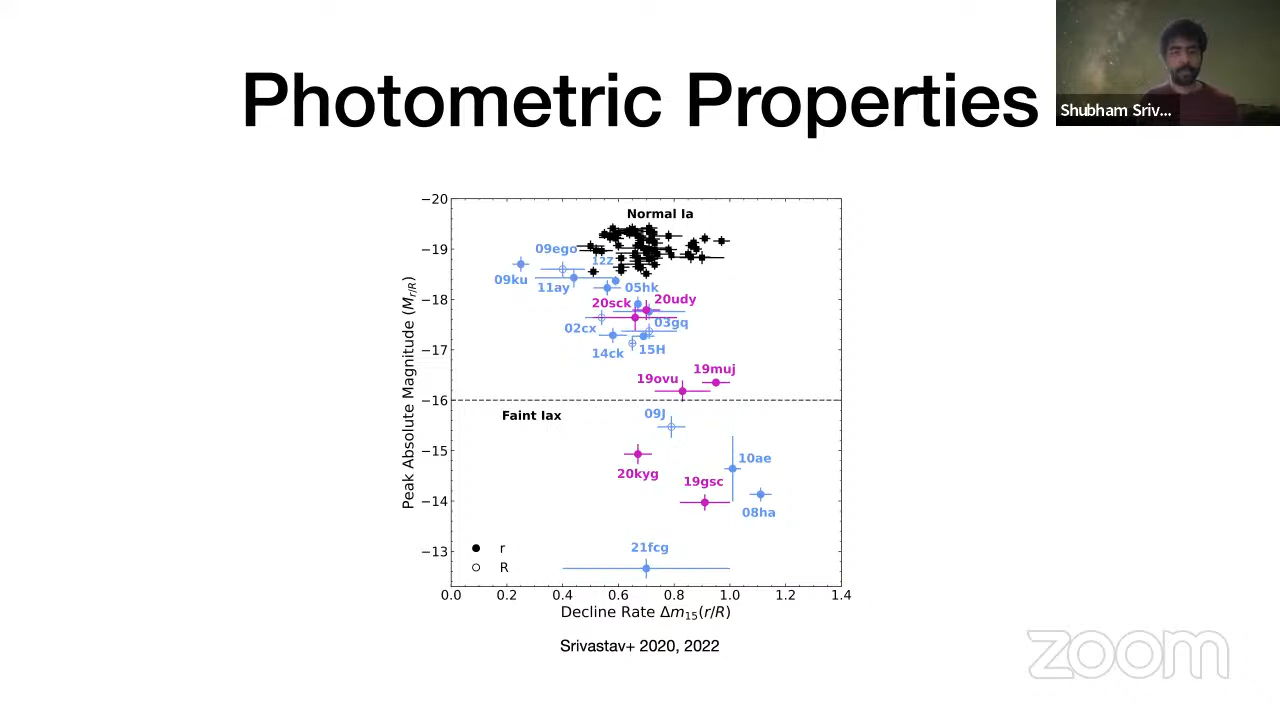 Photometric Properties
Shubham Sriv...
−20
−19
−18
−17
−16
−15
−14
−13
Peak Absolute Magnitude (M_{r/R})
Normal Ia
09ego
12Z
09ku
11ay
05hk
20sck
20udy
02cx
03gq
14ck
15H
19muj
19ovu
Faint Iax
09J
10ae
20kyg
19gsc
08ha
21fcg
r
R
0.0 0.2 0.4 0.6 0.8 1.0 1.2 1.4
Decline Rate Δm₁₅(r/R)
Srivastav+ 2020, 2022
zoom